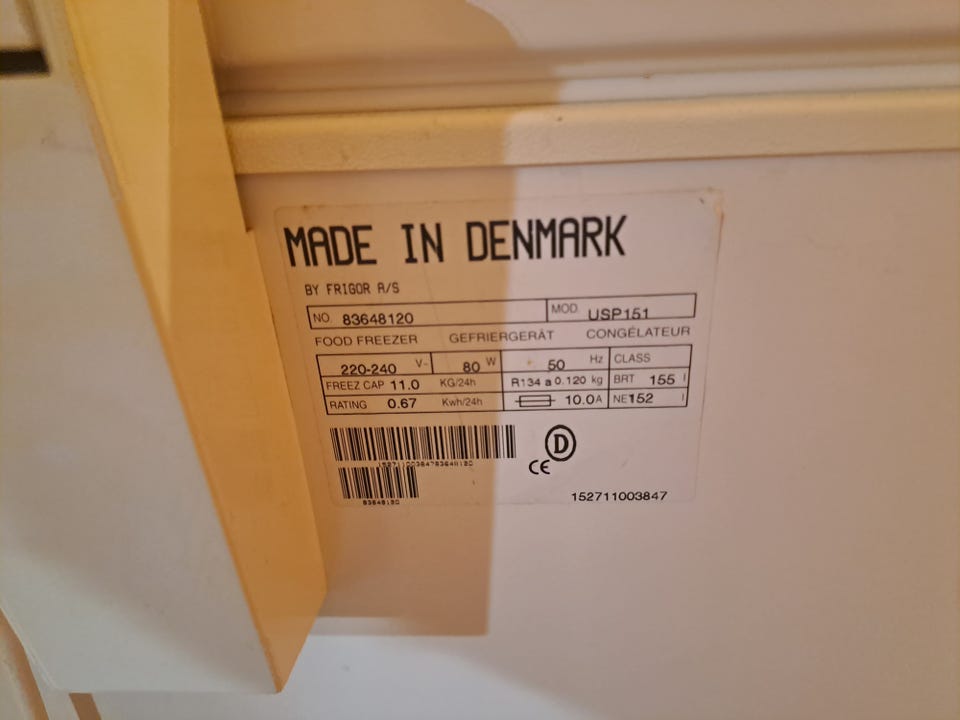 MADE IN DENMARK
BY FRIGOR A/S
NO. 83648120 MOD. USP151
FOOD FREEZER GEFRIERGERÄT CONGÉLATEUR
220-240 V~ 80 W 50 Hz CLASS
FREEZ CAP 11.0 KG/24h R134 a 0.120 kg BRT 155 l
RATING 0.67 Kwh/24h 10.0A NE152 l
D
CE
152711003847
83648120